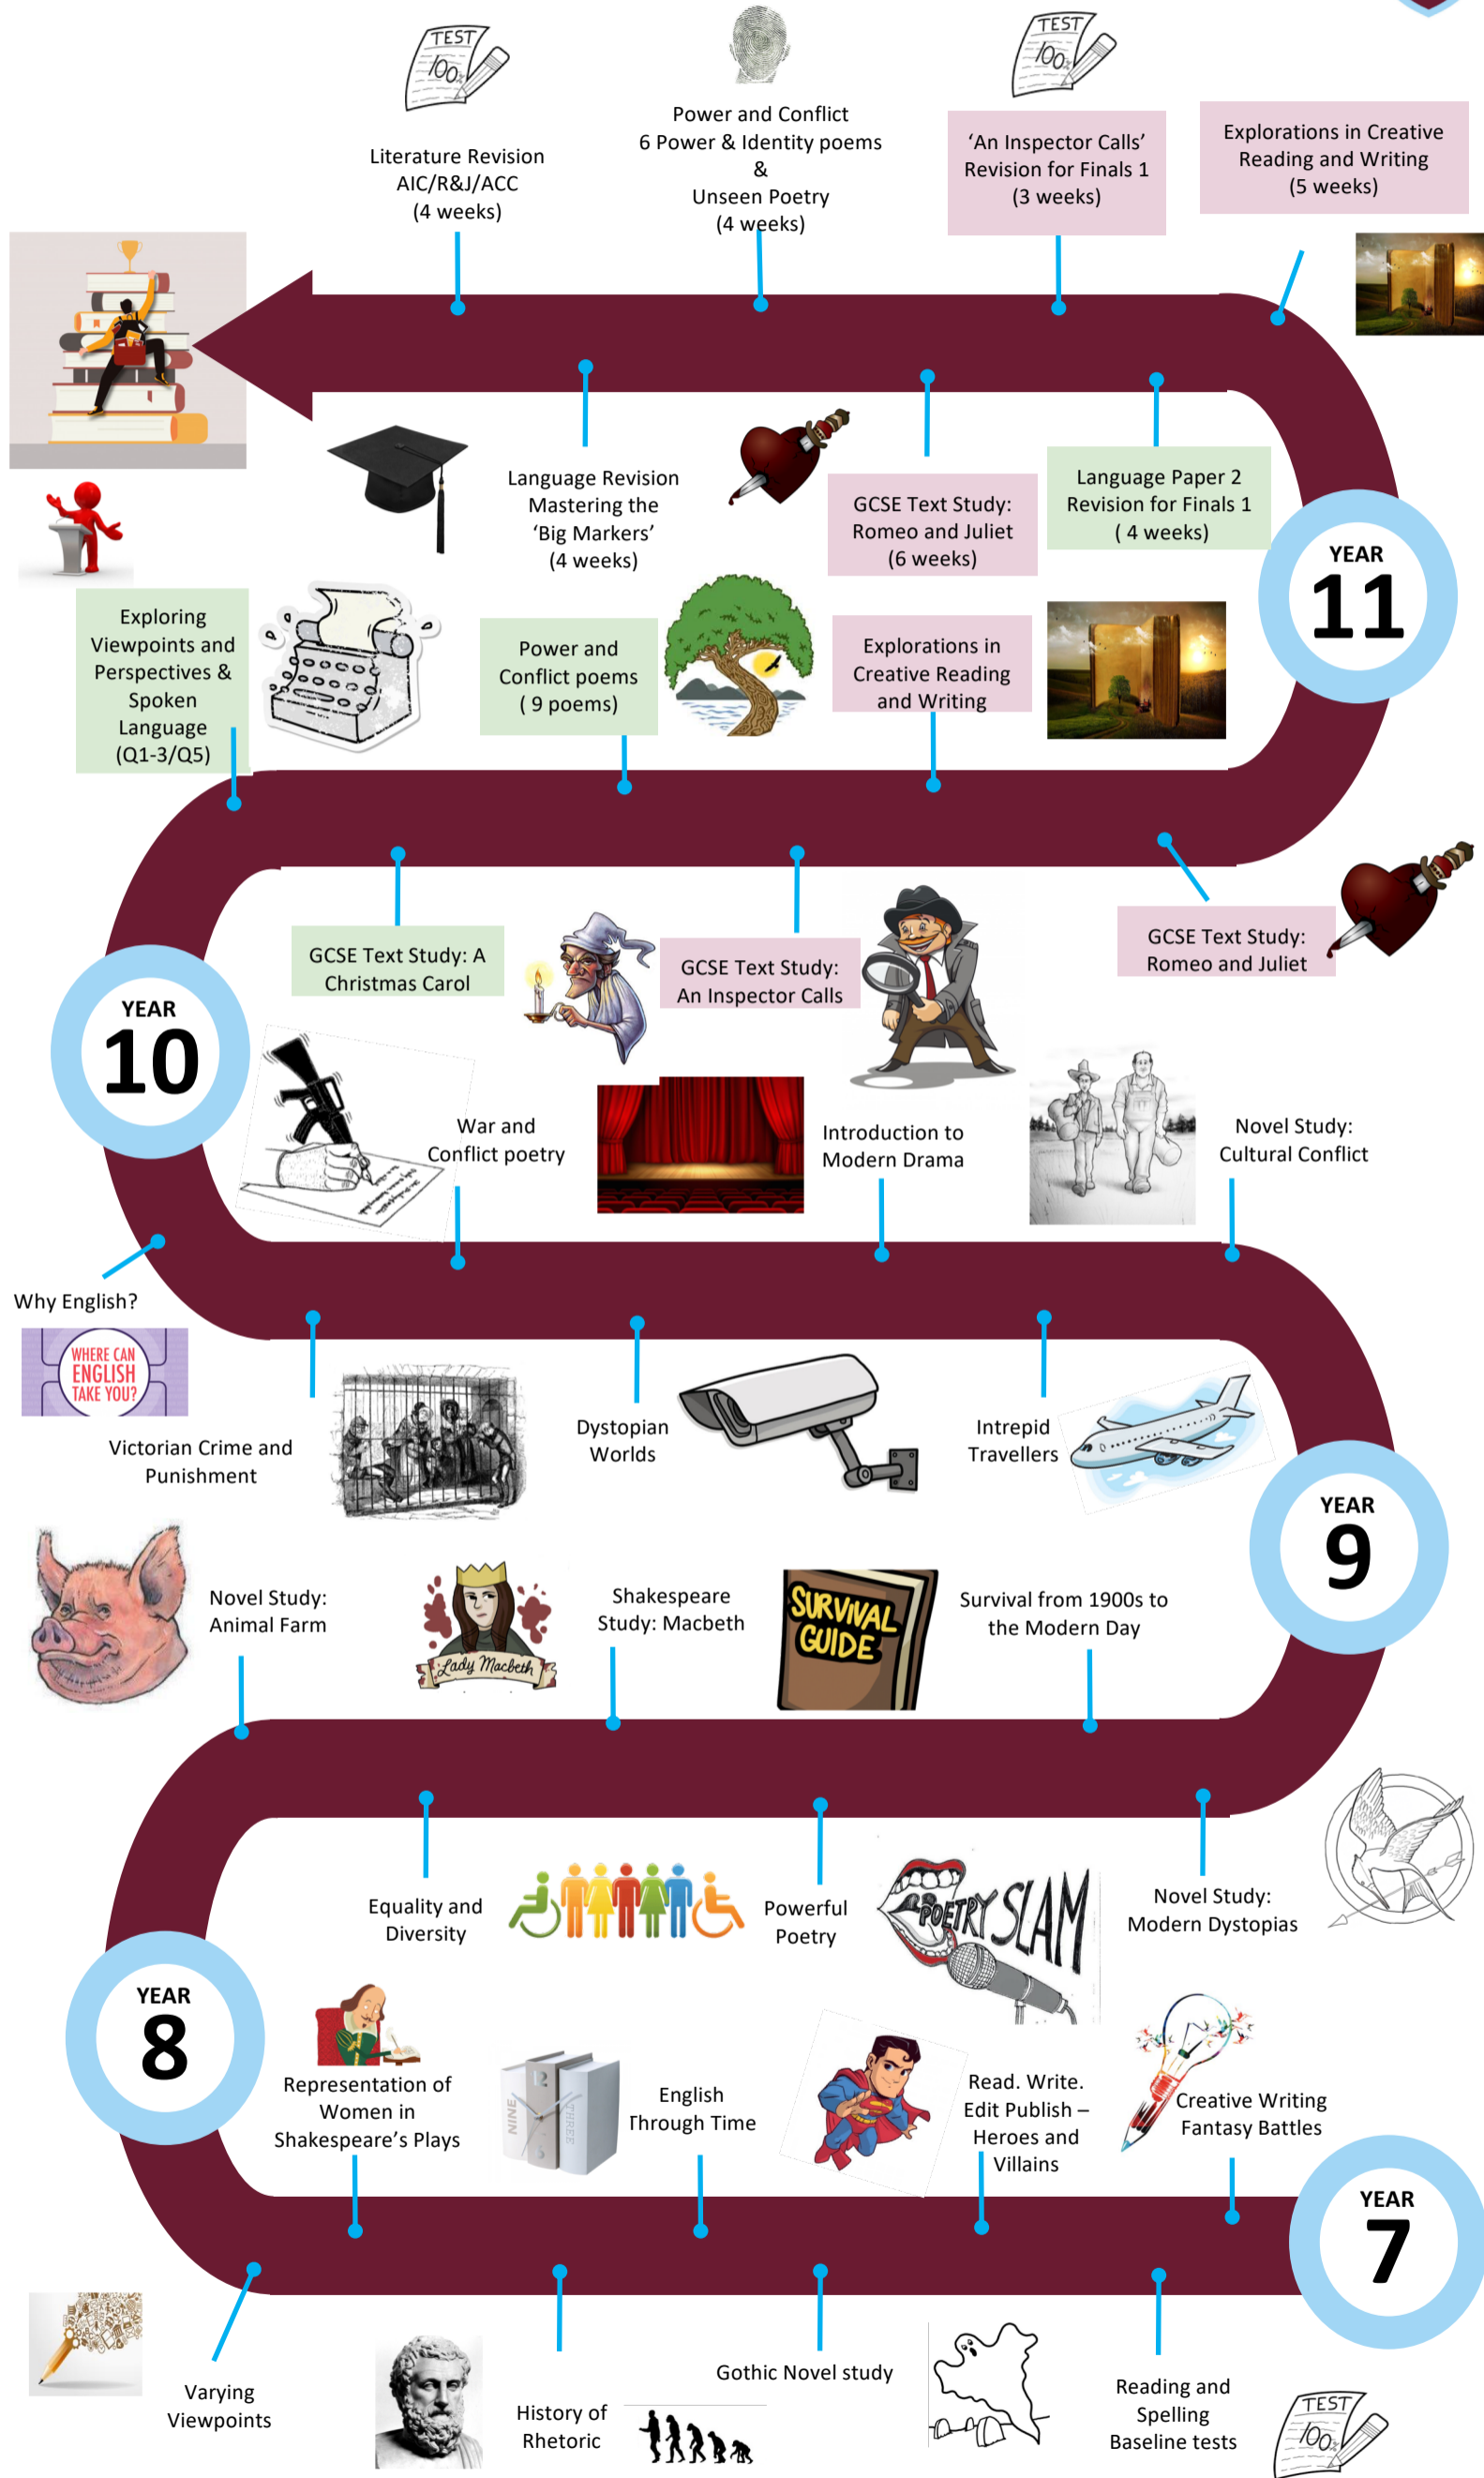 TEST
100%
TEST
100%
Power and Conflict
6 Power & Identity poems
&
Unseen Poetry
(4 weeks)
Literature Revision
AIC/R&J/ACC
(4 weeks)
‘An Inspector Calls’
Revision for Finals 1
(3 weeks)
Explorations in Creative
Reading and Writing
(5 weeks)
Language Revision
Mastering the
‘Big Markers’
(4 weeks)
GCSE Text Study:
Romeo and Juliet
(6 weeks)
Language Paper 2
Revision for Finals 1
( 4 weeks)
YEAR
11
Exploring
Viewpoints and
Perspectives &
Spoken
Language
(Q1-3/Q5)
Power and
Conflict poems
( 9 poems)
Explorations in
Creative Reading
and Writing
GCSE Text Study: A
Christmas Carol
GCSE Text Study:
An Inspector Calls
GCSE Text Study:
Romeo and Juliet
YEAR
10
War and
Conflict poetry
Introduction to
Modern Drama
Novel Study:
Cultural Conflict
Why English?
WHERE CAN
ENGLISH
TAKE YOU?
Victorian Crime and
Punishment
Dystopian
Worlds
Intrepid
Travellers
YEAR
9
Novel Study:
Animal Farm
Lady Macbeth
Shakespeare
Study: Macbeth
SURVIVAL
GUIDE
Survival from 1900s to
the Modern Day
Equality and
Diversity
Powerful
Poetry
POETRY SLAM
Novel Study:
Modern Dystopias
YEAR
8
Representation of
Women in
Shakespeare’s Plays
NINE
12
THREE
6
English
Through Time
Read. Write.
Edit Publish –
Heroes and
Villains
Creative Writing
Fantasy Battles
YEAR
7
Varying
Viewpoints
History of
Rhetoric
Gothic Novel study
Reading and
Spelling
Baseline tests
TEST
100%